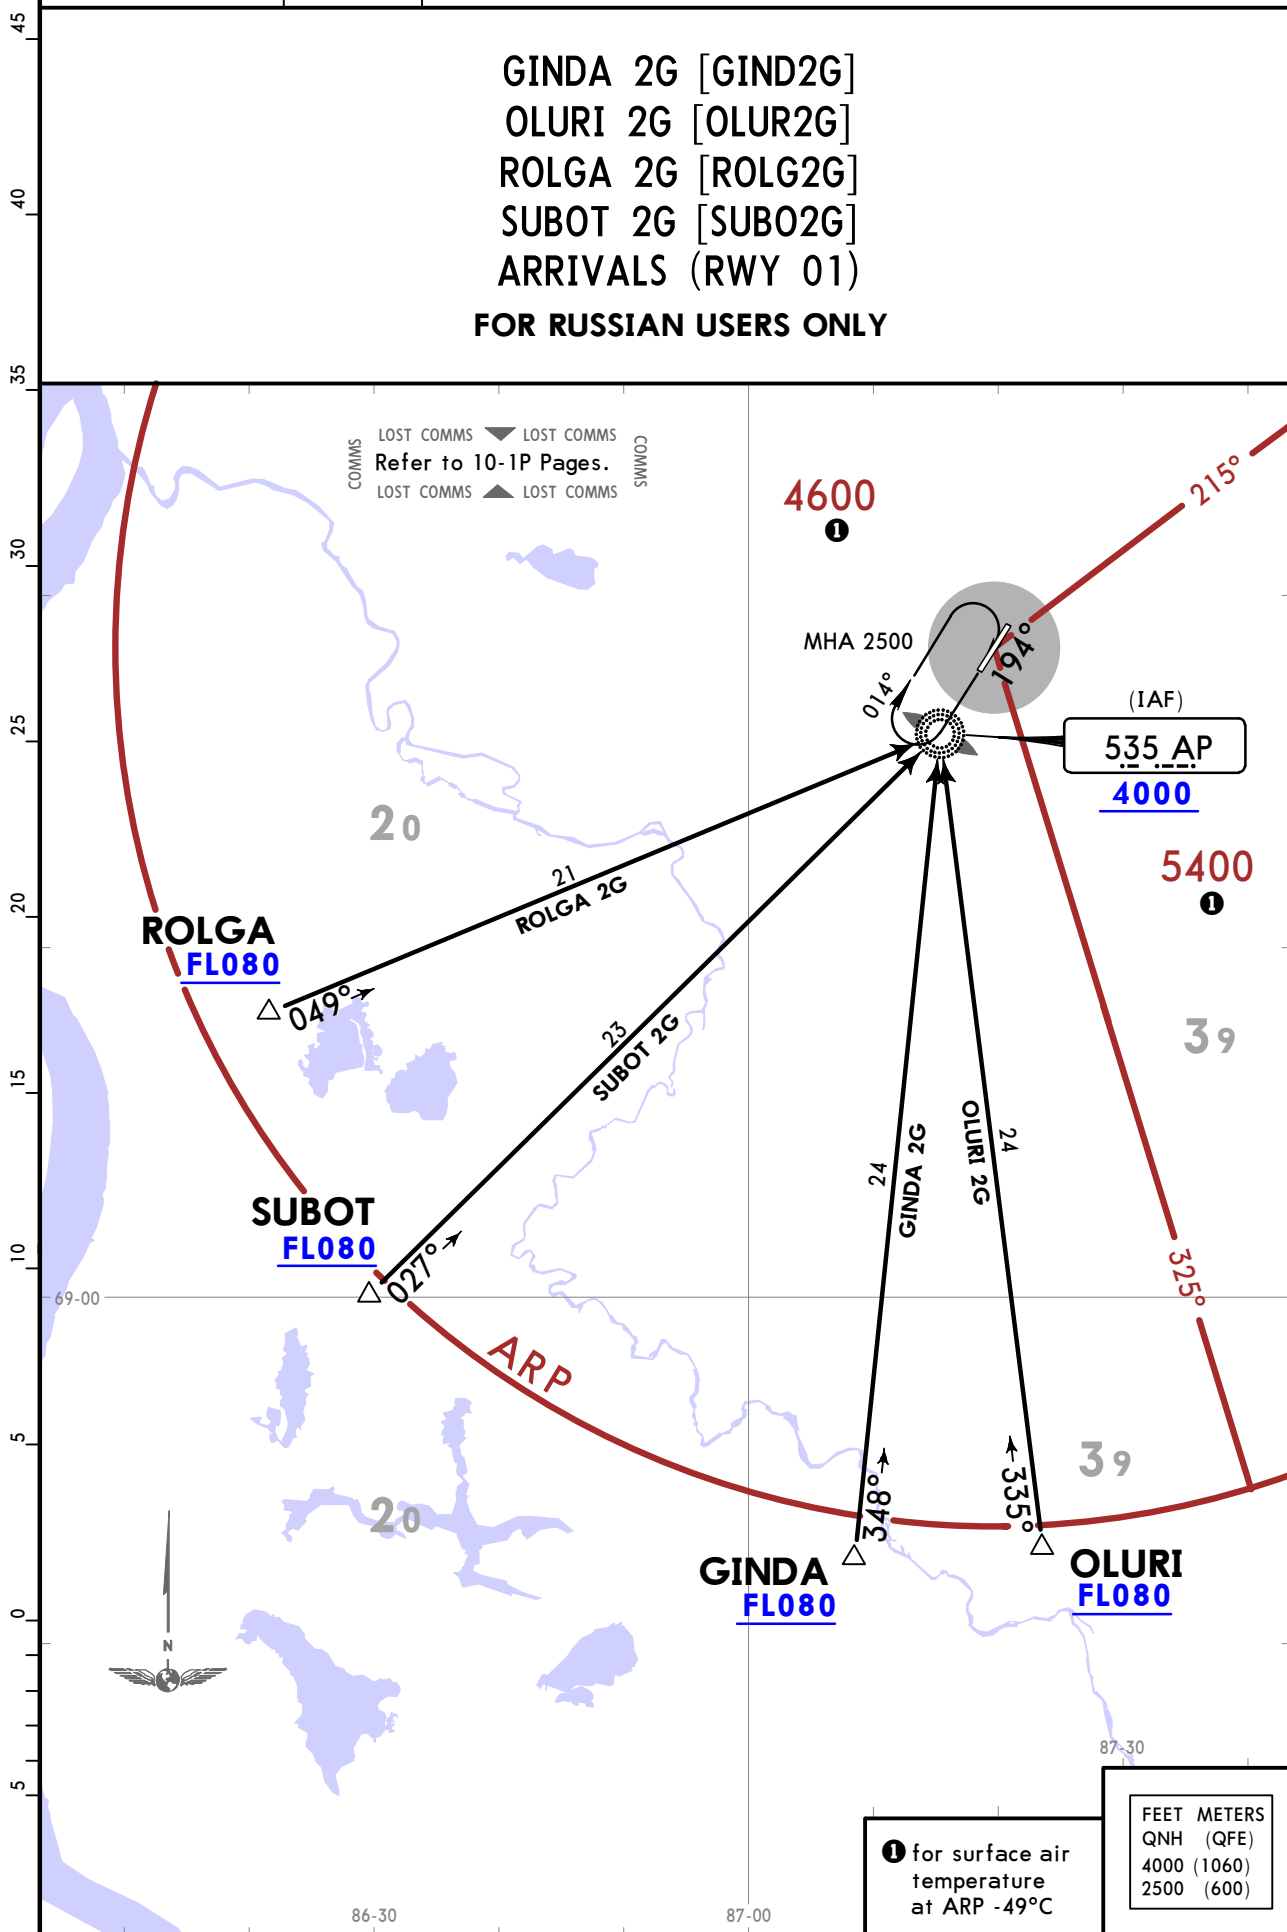 GINDA 2G [GIND2G]
OLURI 2G [OLUR2G]
ROLGA 2G [ROLG2G]
SUBOT 2G [SUBO2G]
ARRIVALS (RWY 01)
FOR RUSSIAN USERS ONLY
45
40
35
30
25
20
15
10
5
0
5
LOST COMMS LOST COMMS
COMMS
Refer to 10-1P Pages.
COMMS
LOST COMMS LOST COMMS
4600
1
215°
MHA 2500
194°
014°
(IAF)
535 AP
4000
20
5400
1
21
ROLGA 2G
ROLGA
FL080
049°
39
23
SUBOT 2G
24
GINDA 2G
24
OLURI 2G
SUBOT
FL080
027°
325°
69-00
ARP
39
20
348°
335°
GINDA
FL080
OLURI
FL080
N
87-30
FEET METERS
QNH (QFE)
4000 (1060)
2500 (600)
1 for surface air
temperature
at ARP -49°C
86-30
87-00